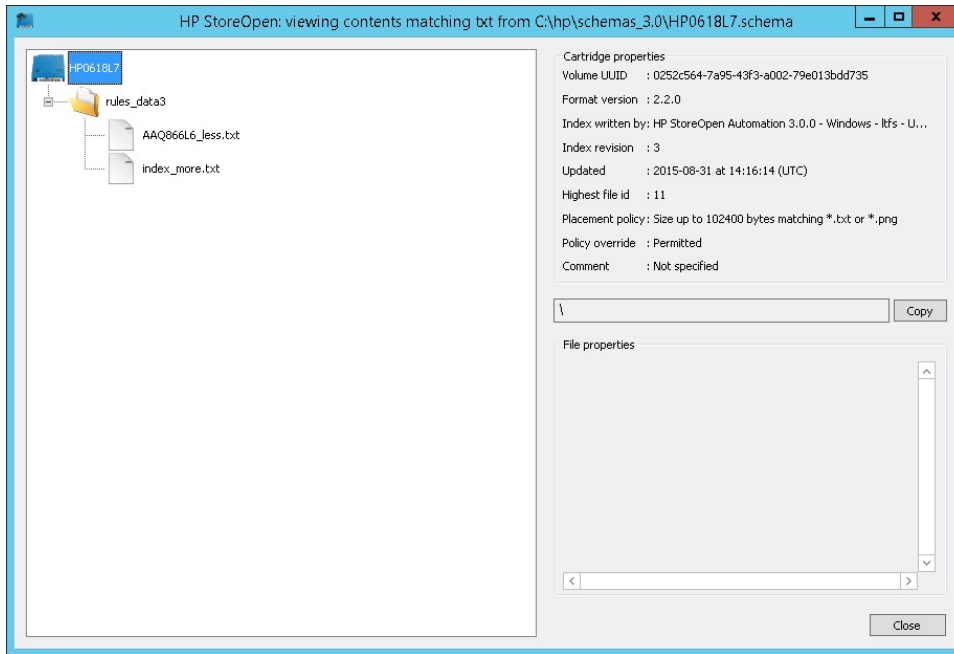 HP StoreOpen: viewing contents matching txt from C:\hp\schemas_3.0\HP0618L7.schema
HP0618L7
rules_data3
AAQ866L6_less.txt
index_more.txt
Cartridge properties
Volume UUID : 0252c564-7a95-43f3-a002-79e013bdd735
Format version : 2.2.0
Index written by: HP StoreOpen Automation 3.0.0 - Windows - ltfs - U...
Index revision : 3
Updated : 2015-08-31 at 14:16:14 (UTC)
Highest file id : 11
Placement policy: Size up to 102400 bytes matching *.txt or *.png
Policy override : Permitted
Comment : Not specified
\
Copy
File properties
Close